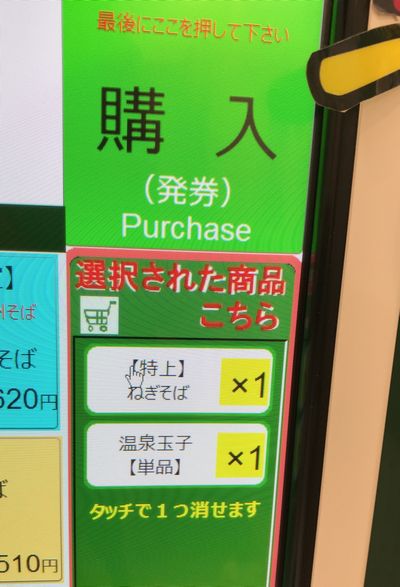 最後にここを押して下さい
購入
（発券）
Purchase
選択された商品
こちら
【特上】
ねぎそば
×1
温泉玉子
【単品】
×1
タッチで１つ消せます
】
そば
そば
620円
ば
510円